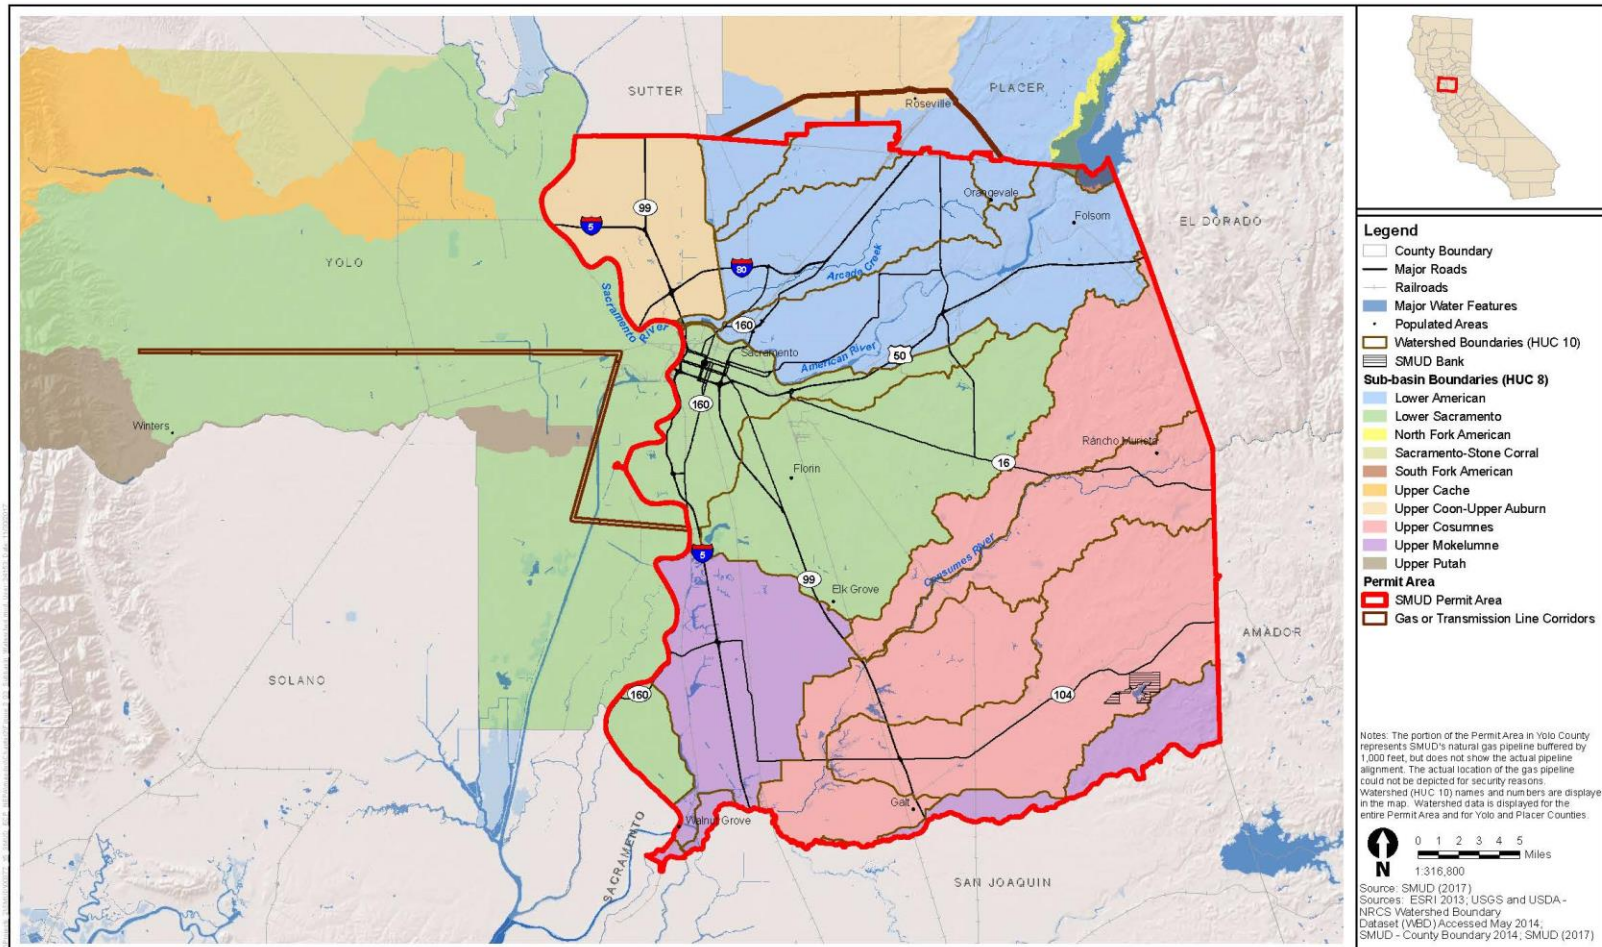 SUTTER
PLACER
Roseville
99
5
Orangevale
Folsom
EL DORADO
YOLO
80
Arcade Creek
Sacramento
River
160
Sacramento
American River
50
160
Winters
Rancho Murieta
Florin
16
Consumes River
5
99
Elk Grove
AMADOR
SOLANO
160
104
Galt
Walnut Grove
SACRAMENTO
SAN JOAQUIN
Legend
County Boundary
Major Roads
Railroads
Major Water Features
Populated Areas
Watershed Boundaries (HUC 10)
SMUD Bank
Sub-basin Boundaries (HUC 8)
Lower American
Lower Sacramento
North Fork American
Sacramento-Stone Corral
South Fork American
Upper Cache
Upper Coon-Upper Auburn
Upper Cosumnes
Upper Mokelumne
Upper Putah
Permit Area
SMUD Permit Area
Gas or Transmission Line Corridors
Notes: The portion of the Permit Area in Yolo County
represents SMUD's natural gas pipeline buffered by
1,000 feet, but does not show the actual pipeline
alignment. The actual location of the gas pipeline
could not be depicted for security reasons.
Watershed (HUC 10) names and numbers are displaye
in the map. Watershed data is displayed for the
entire Permit Area and for Yolo and Placer Counties.
N
0 1 2 3 4 5
Miles
1:316,800
Source: SMUD (2017)
Sources: ESRI 2013; USGS and USDA-
NRCS Watershed Boundary
Dataset (WBD) Accessed May 2014;
SMUD - County Boundary 2014; SMUD (2017)